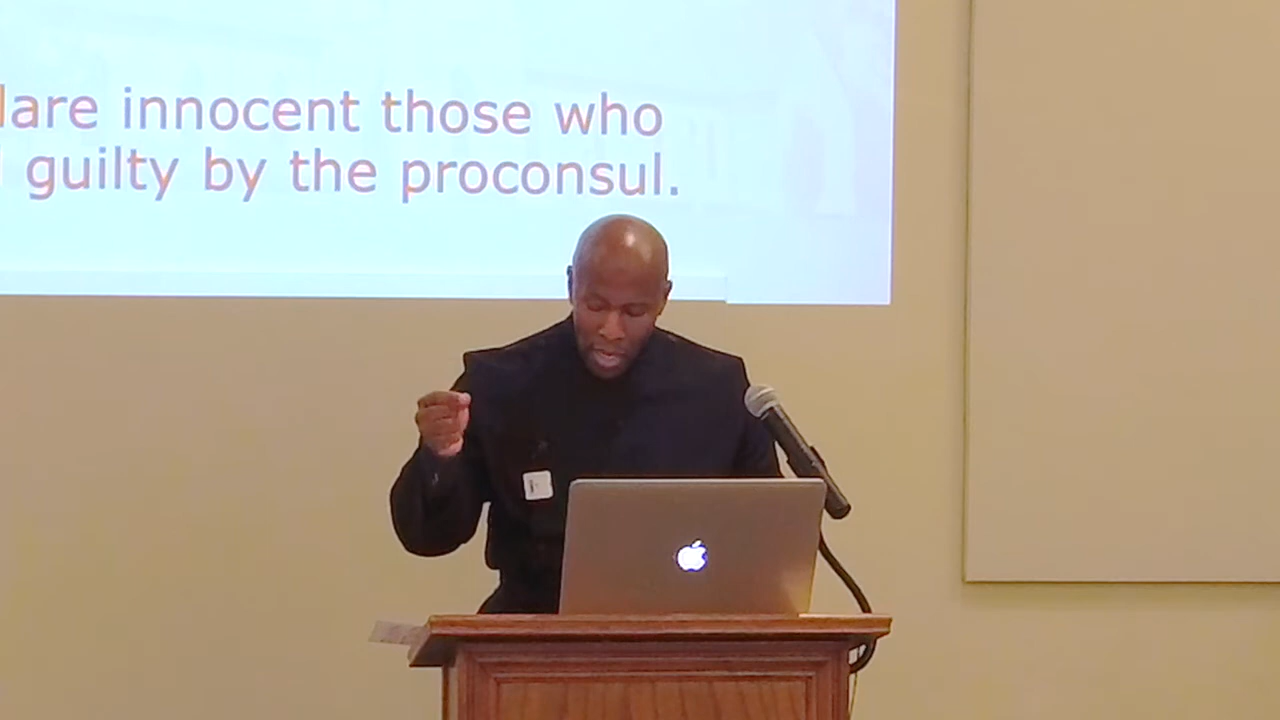 lare innocent those who
guilty by the proconsul.